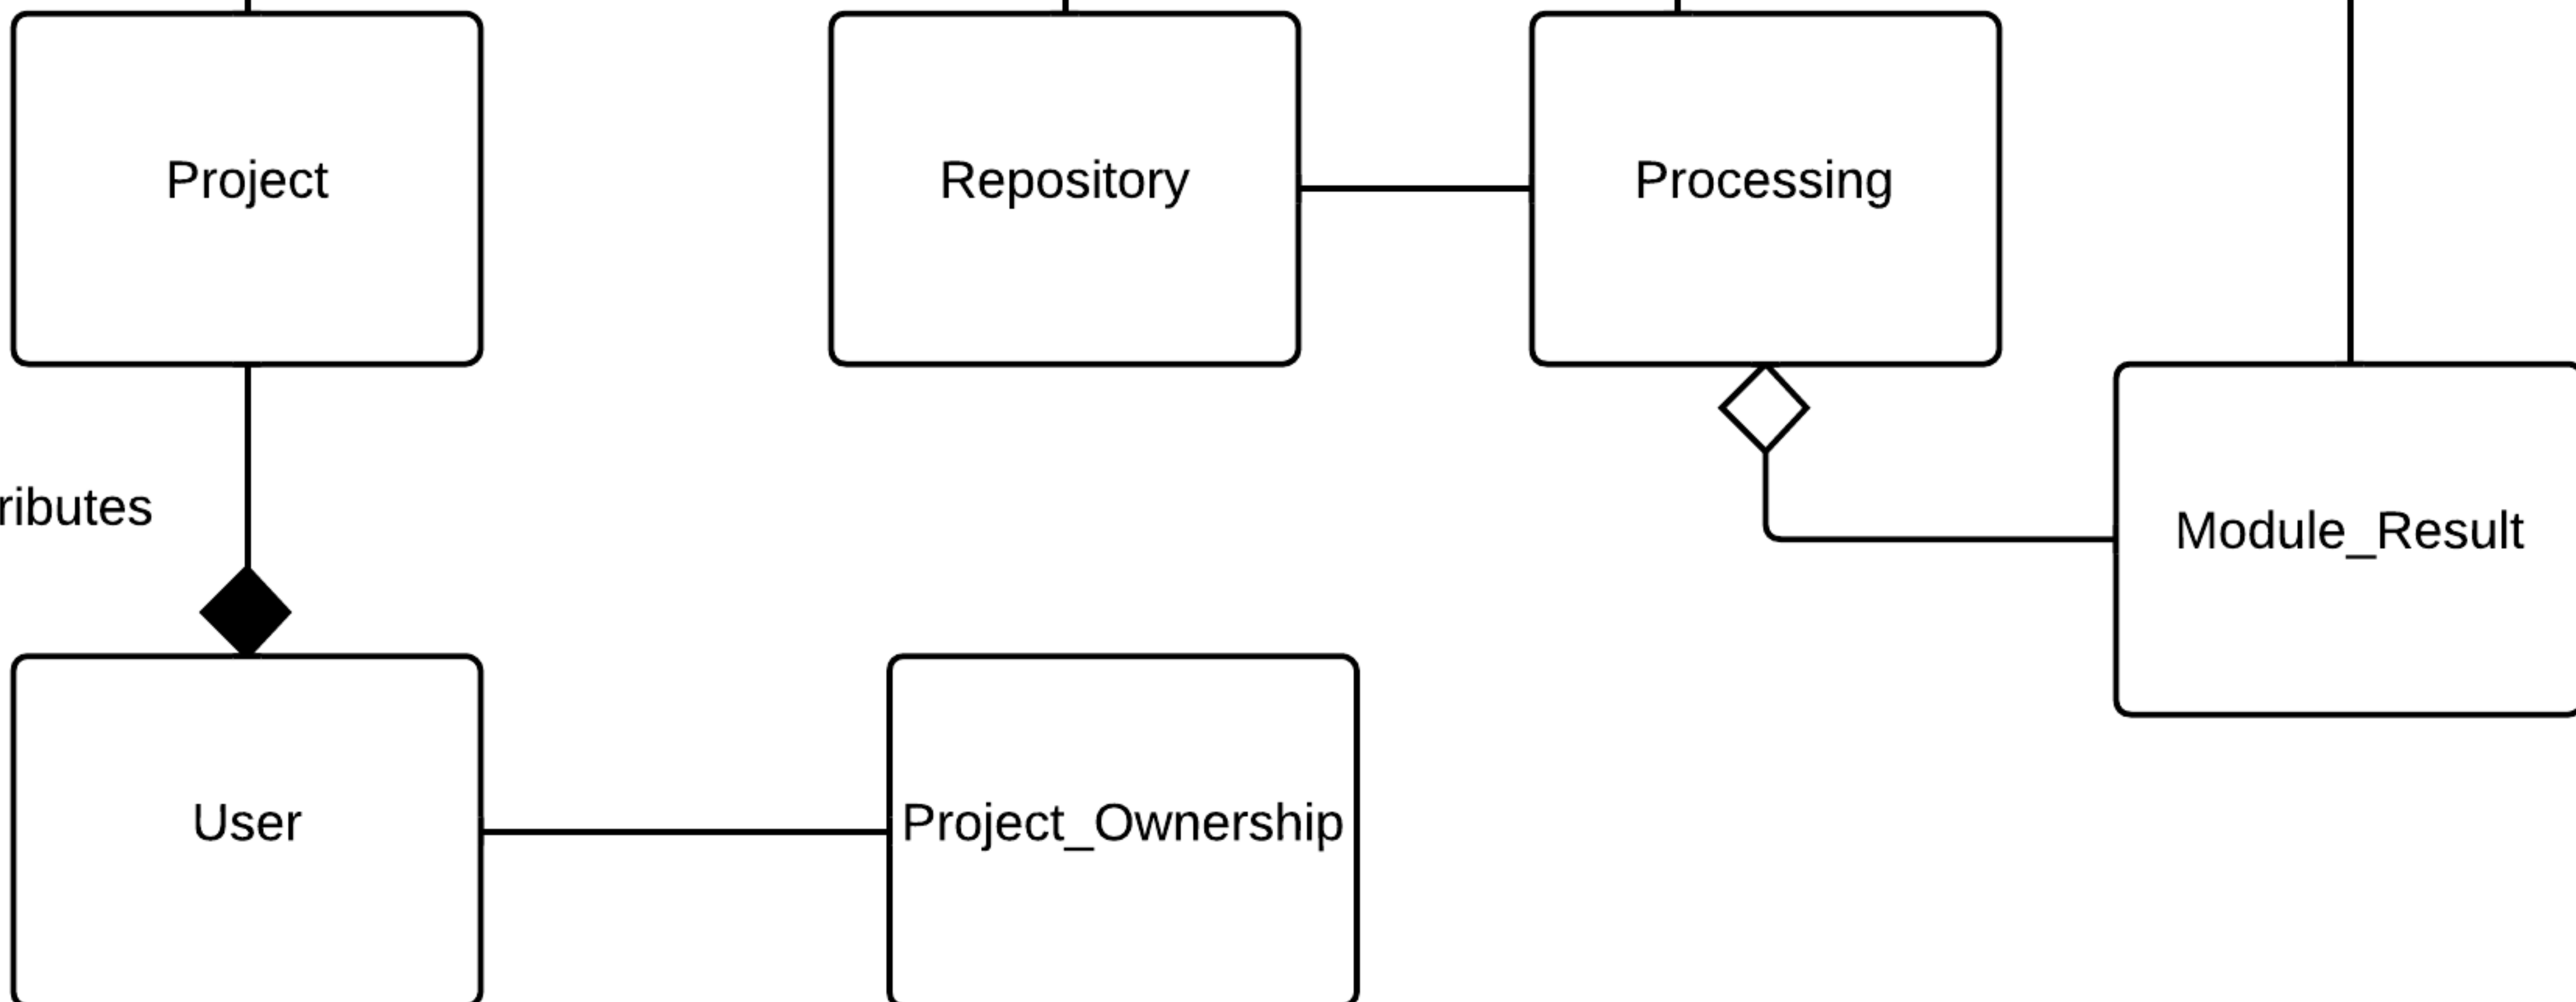 Project
Repository
Processing
ributes
Module_Result
User
Project_Ownership